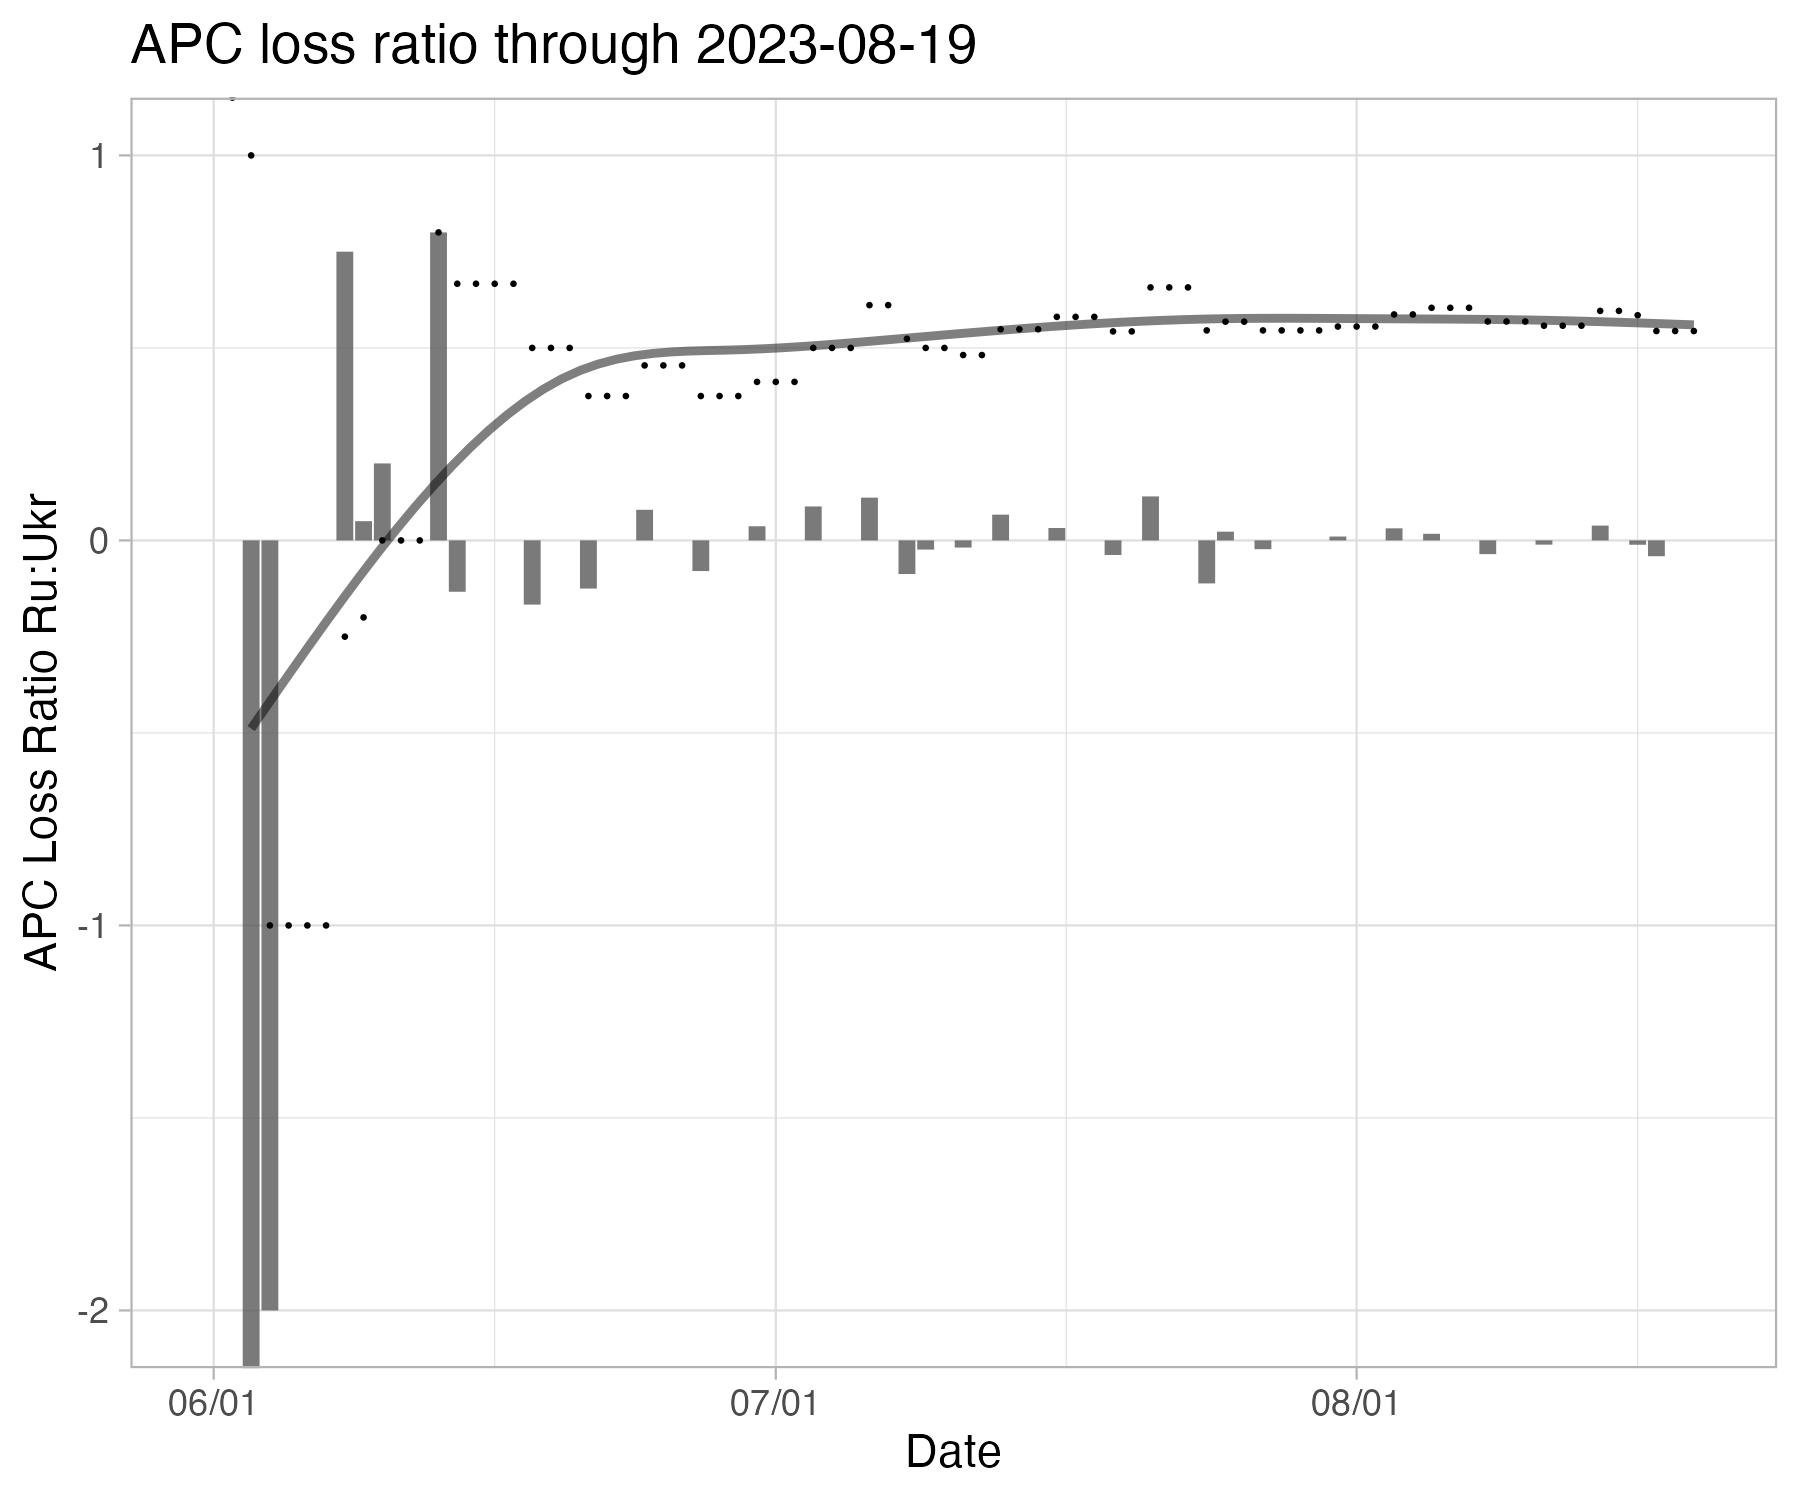 APC loss ratio through 2023-08-19
APC Loss Ratio Ru:Ukr
1
0
-1
-2
06/01
07/01
08/01
Date